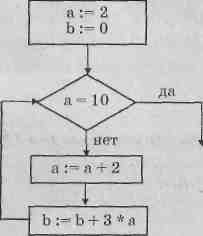 a := 2
b := 0
a = 10
да
нет
a := a + 2
b := b + 3 * a